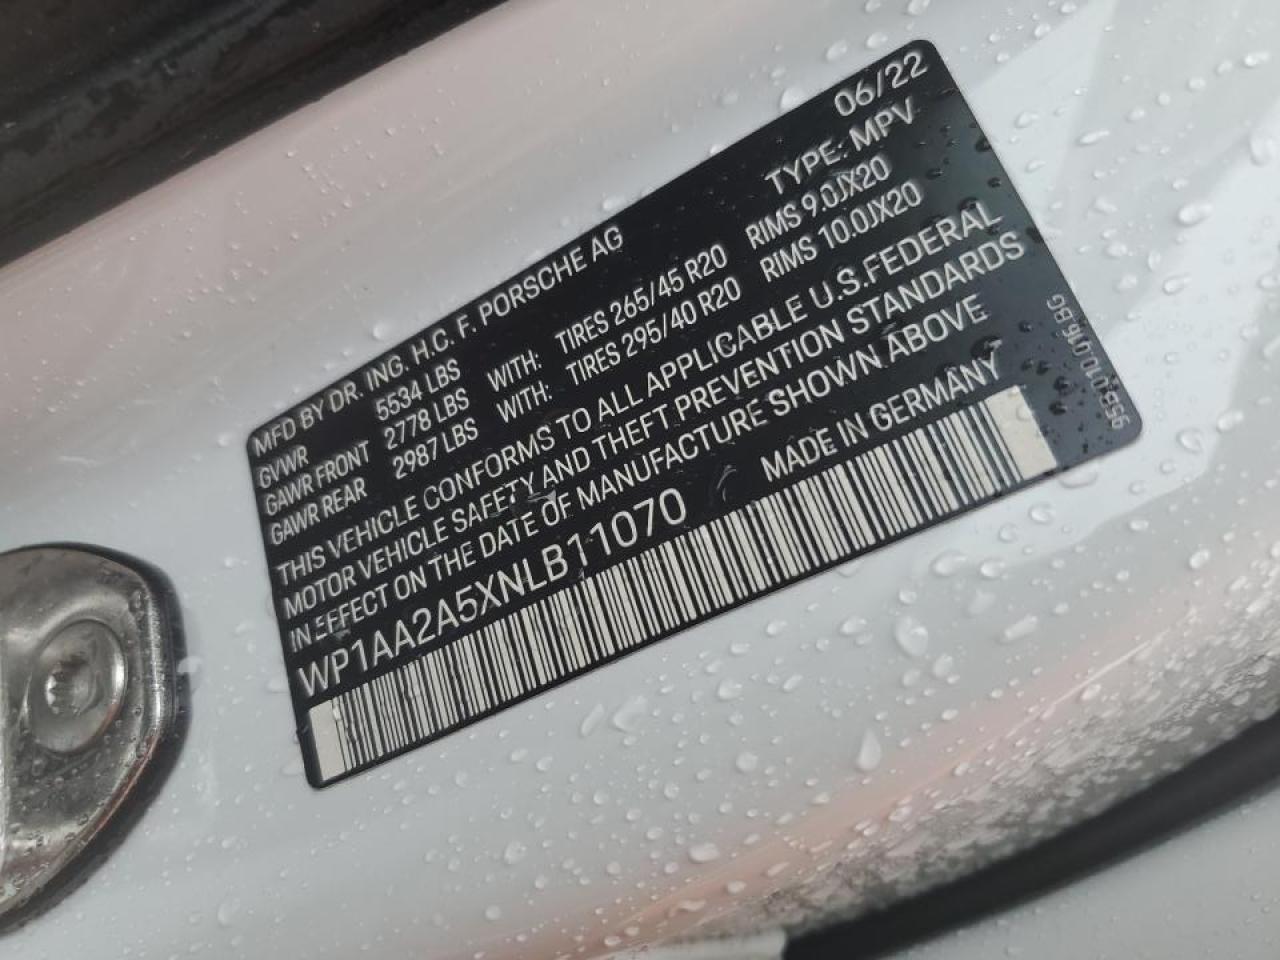 06/22
MFD BY DR. ING. H.C. F. PORSCHE AG TYPE: MPV
GVWR 5534 LBS
GAWR FRONT 2778 LBS WITH: TIRES 265/45 R20 RIMS 9.0JX20
GAWR REAR 2987 LBS WITH: TIRES 295/40 R20 RIMS 10.0JX20
THIS VEHICLE CONFORMS TO ALL APPLICABLE U.S.FEDERAL
MOTOR VEHICLE SAFETY AND THEFT PREVENTION STANDARDS
IN EFFECT ON THE DATE OF MANUFACTURE SHOWN ABOVE
WP1AA2A5XNLB11070 MADE IN GERMANY
95B.010.916.BG